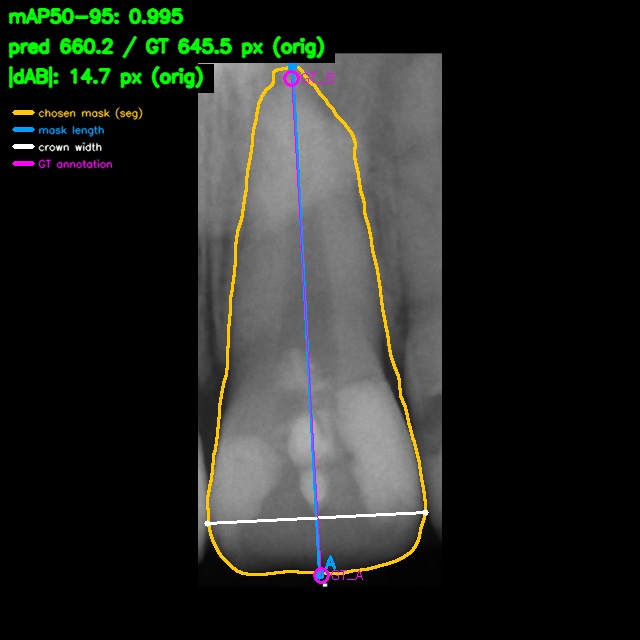 mAP50-95: 0.995
pred 660.2 / GT 645.5 px (orig)
|dAB|: 14.7 px (orig)
chosen mask (seg)
mask length
crown width
GT annotation
GT_B
A
GT_A